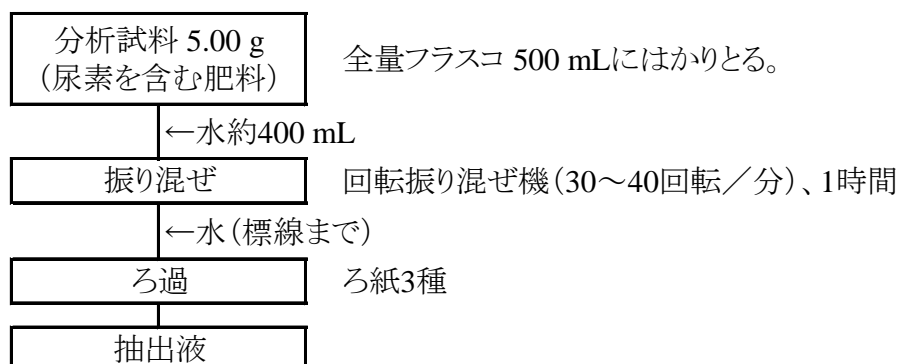 分析試料 5.00 g
(尿素を含む肥料)
全量フラスコ 500 mLにはかりとる。
←水約400 mL
振り混ぜ
回転振り混ぜ機(30~40回転/分)、1時間
←水(標線まで)
ろ過
ろ紙3種
抽出液